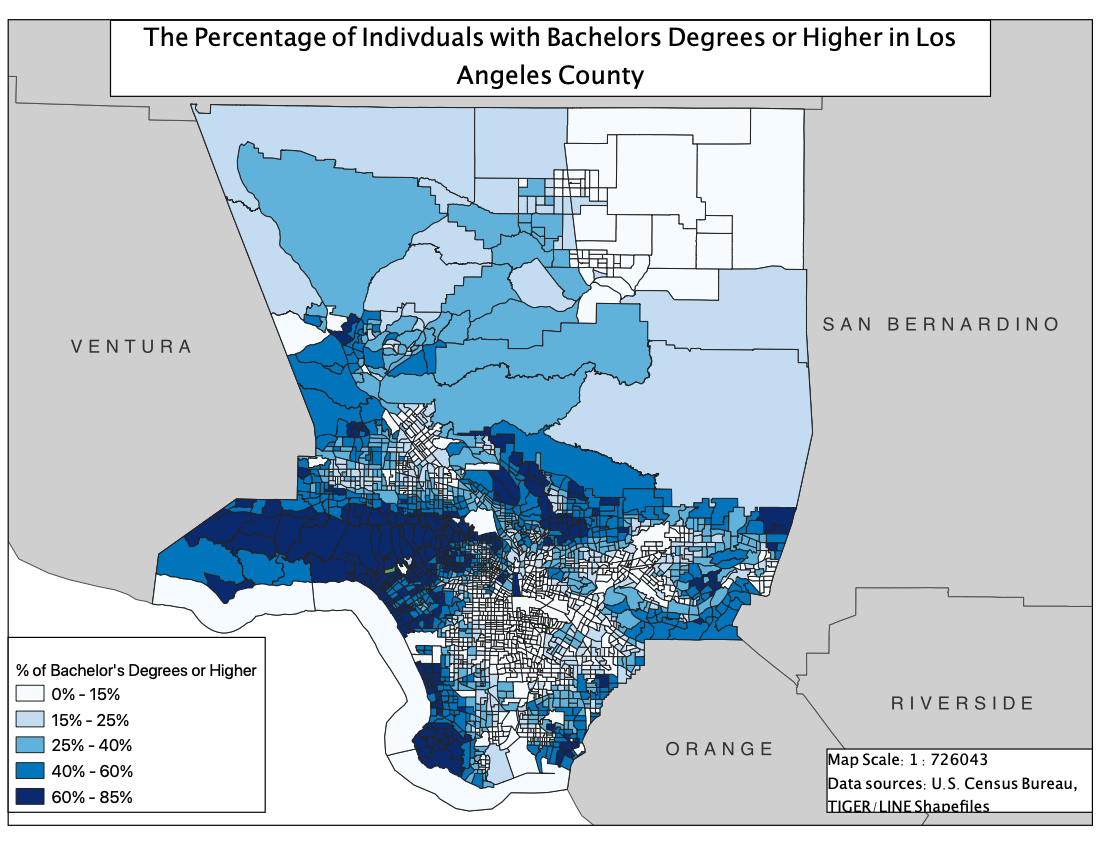 The Percentage of Indivduals with Bachelors Degrees or Higher in Los
Angeles County
SAN BERNARDINO
VENTURA
% of Bachelor's Degrees or Higher
0% - 15%
15% - 25%
25% - 40%
40% - 60%
60% - 85%
RIVERSIDE
ORANGE
Map Scale: 1 : 726043
Data sources: U.S. Census Bureau,
TIGER/LINE Shapefiles